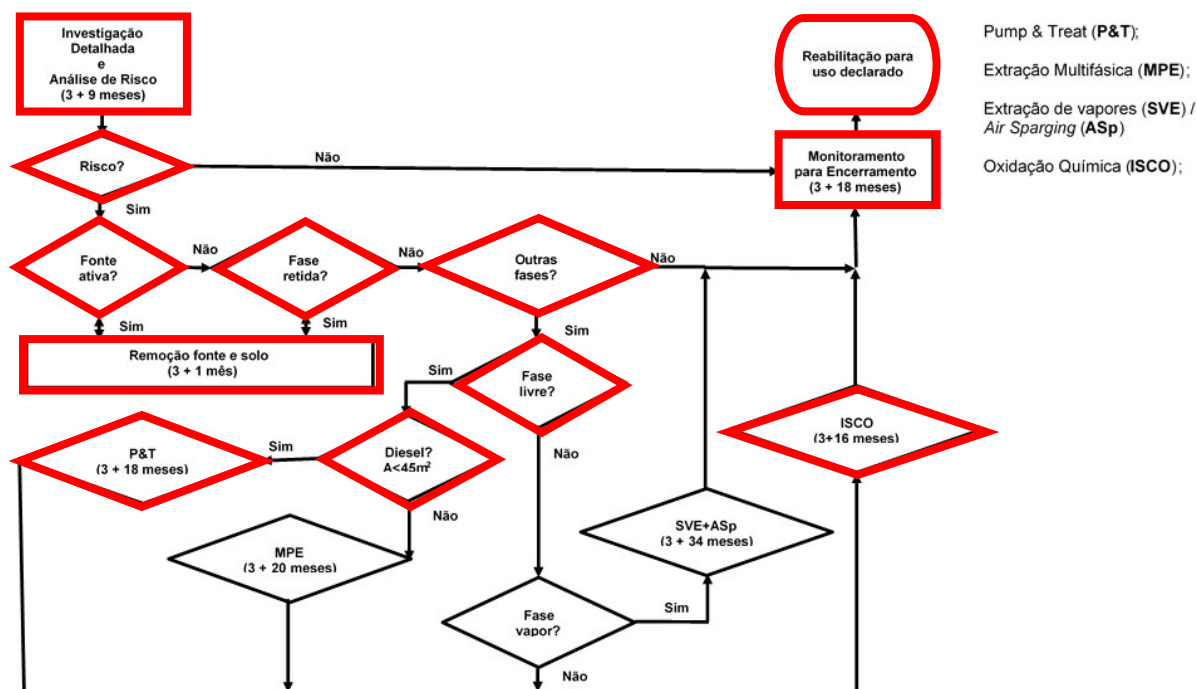 Investigação
Detalhada
e
Análise de Risco
(3 + 9 meses)
Reabilitação para
uso declarado
Pump & Treat (P&T);
Extração Multifásica (MPE);
Extração de vapores (SVE) /
Air Sparging (ASp)
Oxidação Química (ISCO);
Risco?
Não
Monitoramento
para Encerramento
(3 + 18 meses)
Sim
Fonte
ativa?
Não
Fase
retida?
Não
Outras
fases?
Não
Sim
Sim
Sim
Remoção fonte e solo
(3 + 1 mês)
Sim
Fase
livre?
ISCO
(3+16 meses)
P&T
(3 + 18 meses)
Sim
Diesel?
A<45m²
Não
Não
MPE
(3 + 20 meses)
SVE+ASp
(3 + 34 meses)
Fase
vapor?
Sim
Não